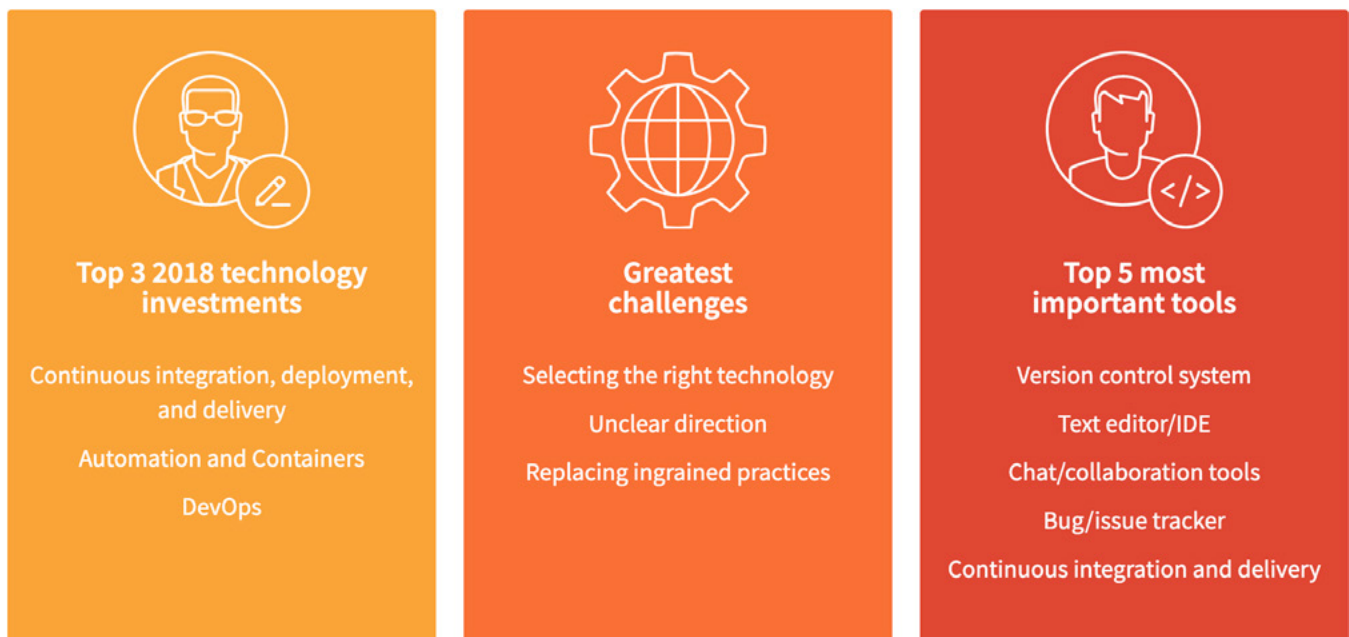 Top 3 2018 technology
investments
Continuous integration, deployment,
and delivery
Automation and Containers
DevOps
Greatest
challenges
Selecting the right technology
Unclear direction
Replacing ingrained practices
</>
Top 5 most
important tools
Version control system
Text editor/IDE
Chat/collaboration tools
Bug/issue tracker
Continuous integration and delivery